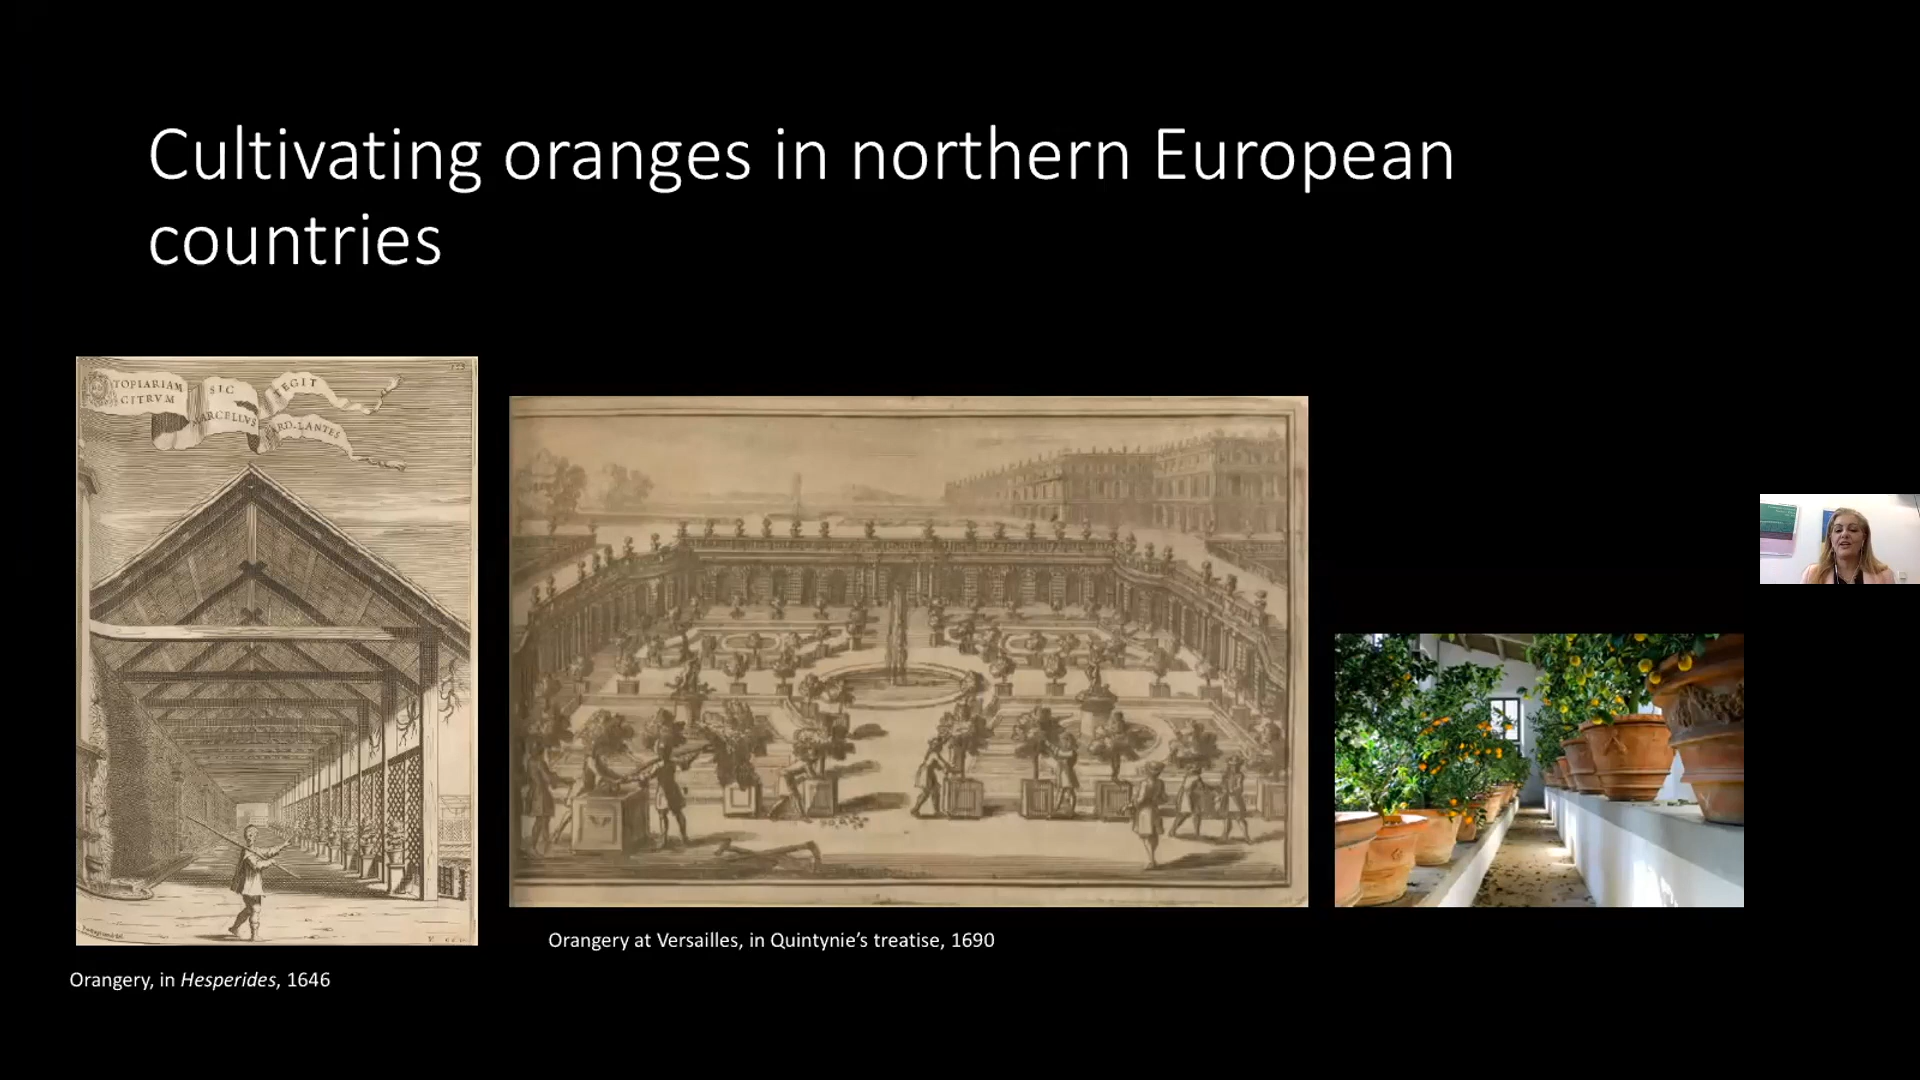 Cultivating oranges in northern European
countries
TOPIARIAM
CITRVM
SIC
TEGIT
MARCELLVS
ARD. LANTES
Orangery at Versailles, in Quintynie’s treatise, 1690
Orangery, in Hesperides, 1646